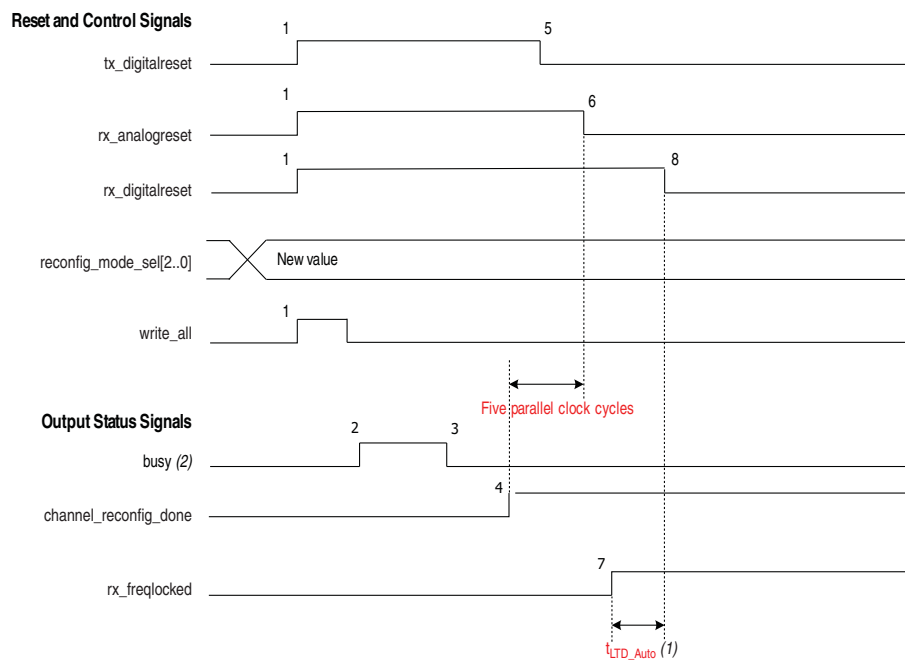 Reset and Control Signals
1
5
tx_digitalreset
1
6
rx_analogreset
1
8
rx_digitalreset
reconfig_mode_sel[2..0]
New value
1
write_all
Five parallel clock cycles
Output Status Signals
2
3
busy (2)
4
channel_reconfig_done
7
rx_freqlocked
tLTD_Auto (1)